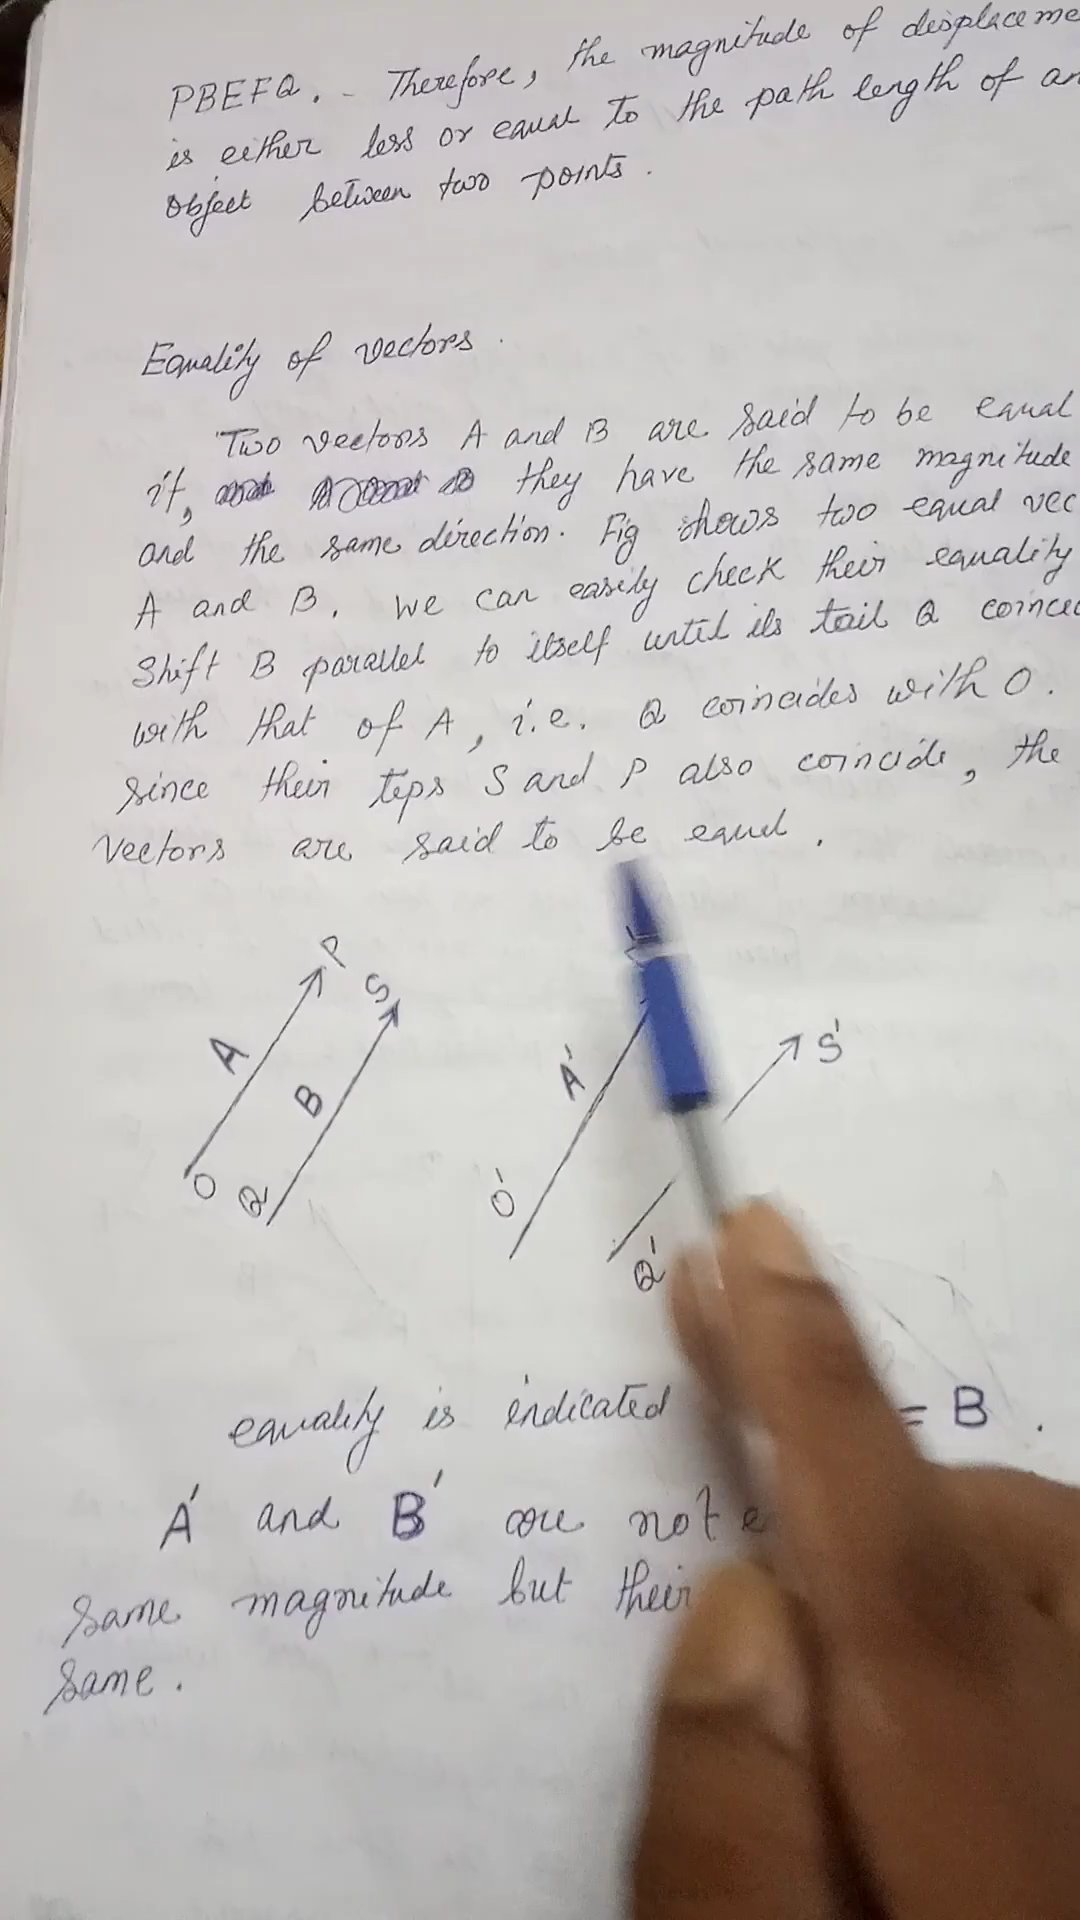 PBEFQ. Therefore, the magnitude of displaceme
is either less or equal to the path length of an
object between two points.
Equality of vectors.
Two vectors A and B are said to be equal
if, they have the same magnitude
and the same direction. Fig shows two equal vec
A and B. We can easily check their equality
Shift B parallel to itself until its tail Q coinci
with that of A, i.e. Q coincides with O.
Since their tips S and P also coincide, the
Vectors are said to be equal.
P
S
A
B
O
Q
A'
S'
O'
Q'
equality is indicated = B.
A' and B' are not e
same magnitude but their
same.